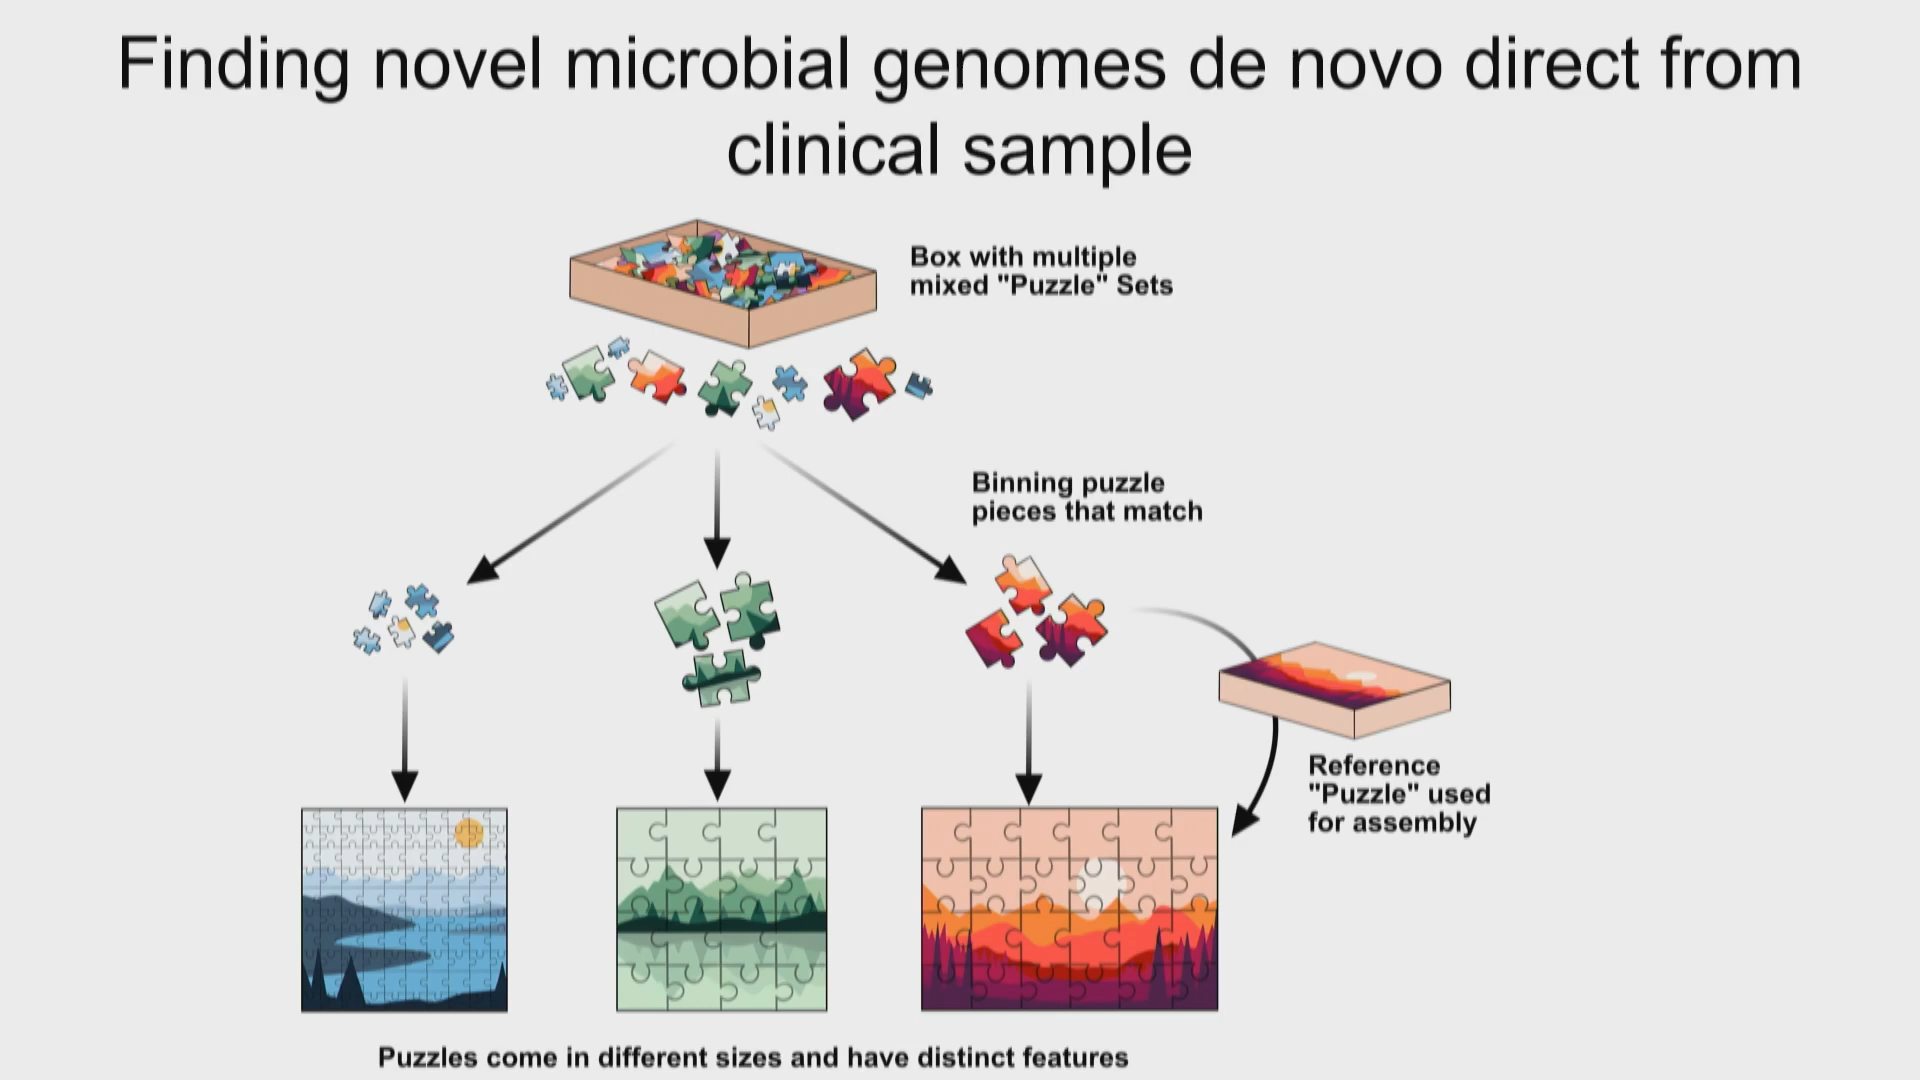 Finding novel microbial genomes de novo direct from
clinical sample
Box with multiple
mixed "Puzzle" Sets
Binning puzzle
pieces that match
Reference
"Puzzle" used
for assembly
Puzzles come in different sizes and have distinct features